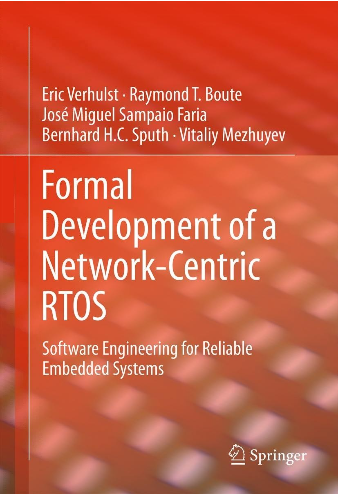 Eric Verhulst · Raymond T. Boute
José Miguel Sampaio Faria
Bernhard H.C. Sputh · Vitaliy Mezhuyev
Formal
Development of a
Network-Centric
RTOS
Software Engineering for Reliable
Embedded Systems
Springer